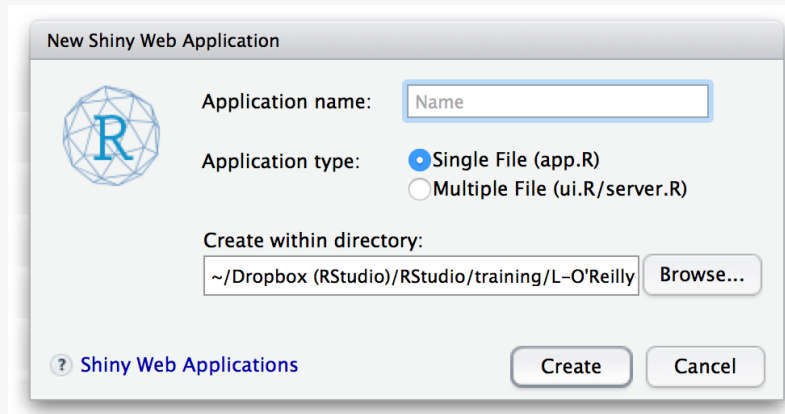 New Shiny Web Application
R
Application name: Name
Application type: Single File (app.R)
Multiple File (ui.R/server.R)
Create within directory:
~/Dropbox (RStudio)/RStudio/training/L-O'Reilly Browse...
? Shiny Web Applications Create Cancel